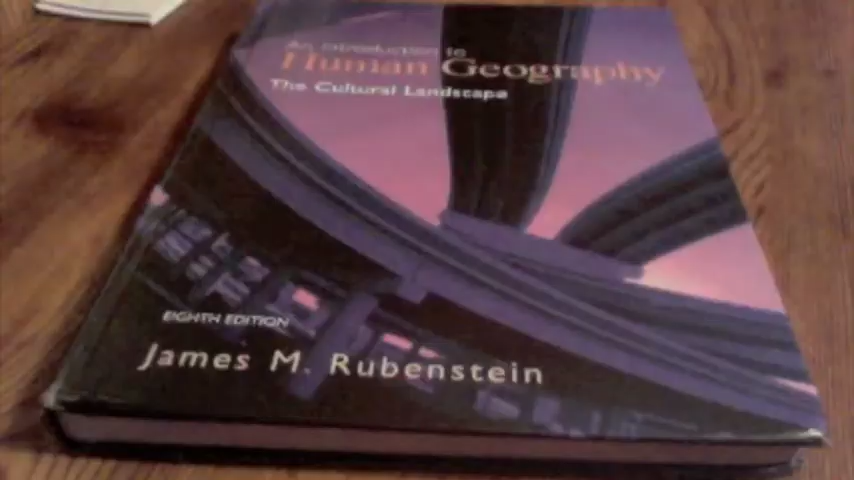 An Introduction to
Human Geography
The Cultural Landscape
EIGHTH EDITION
James M. Rubenstein